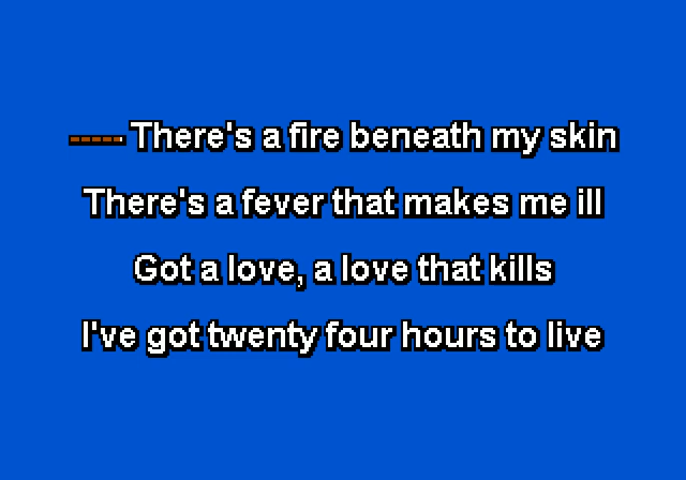 ----- There's a fire beneath my skin
There's a fever that makes me ill
Got a love, a love that kills
I've got twenty four hours to live